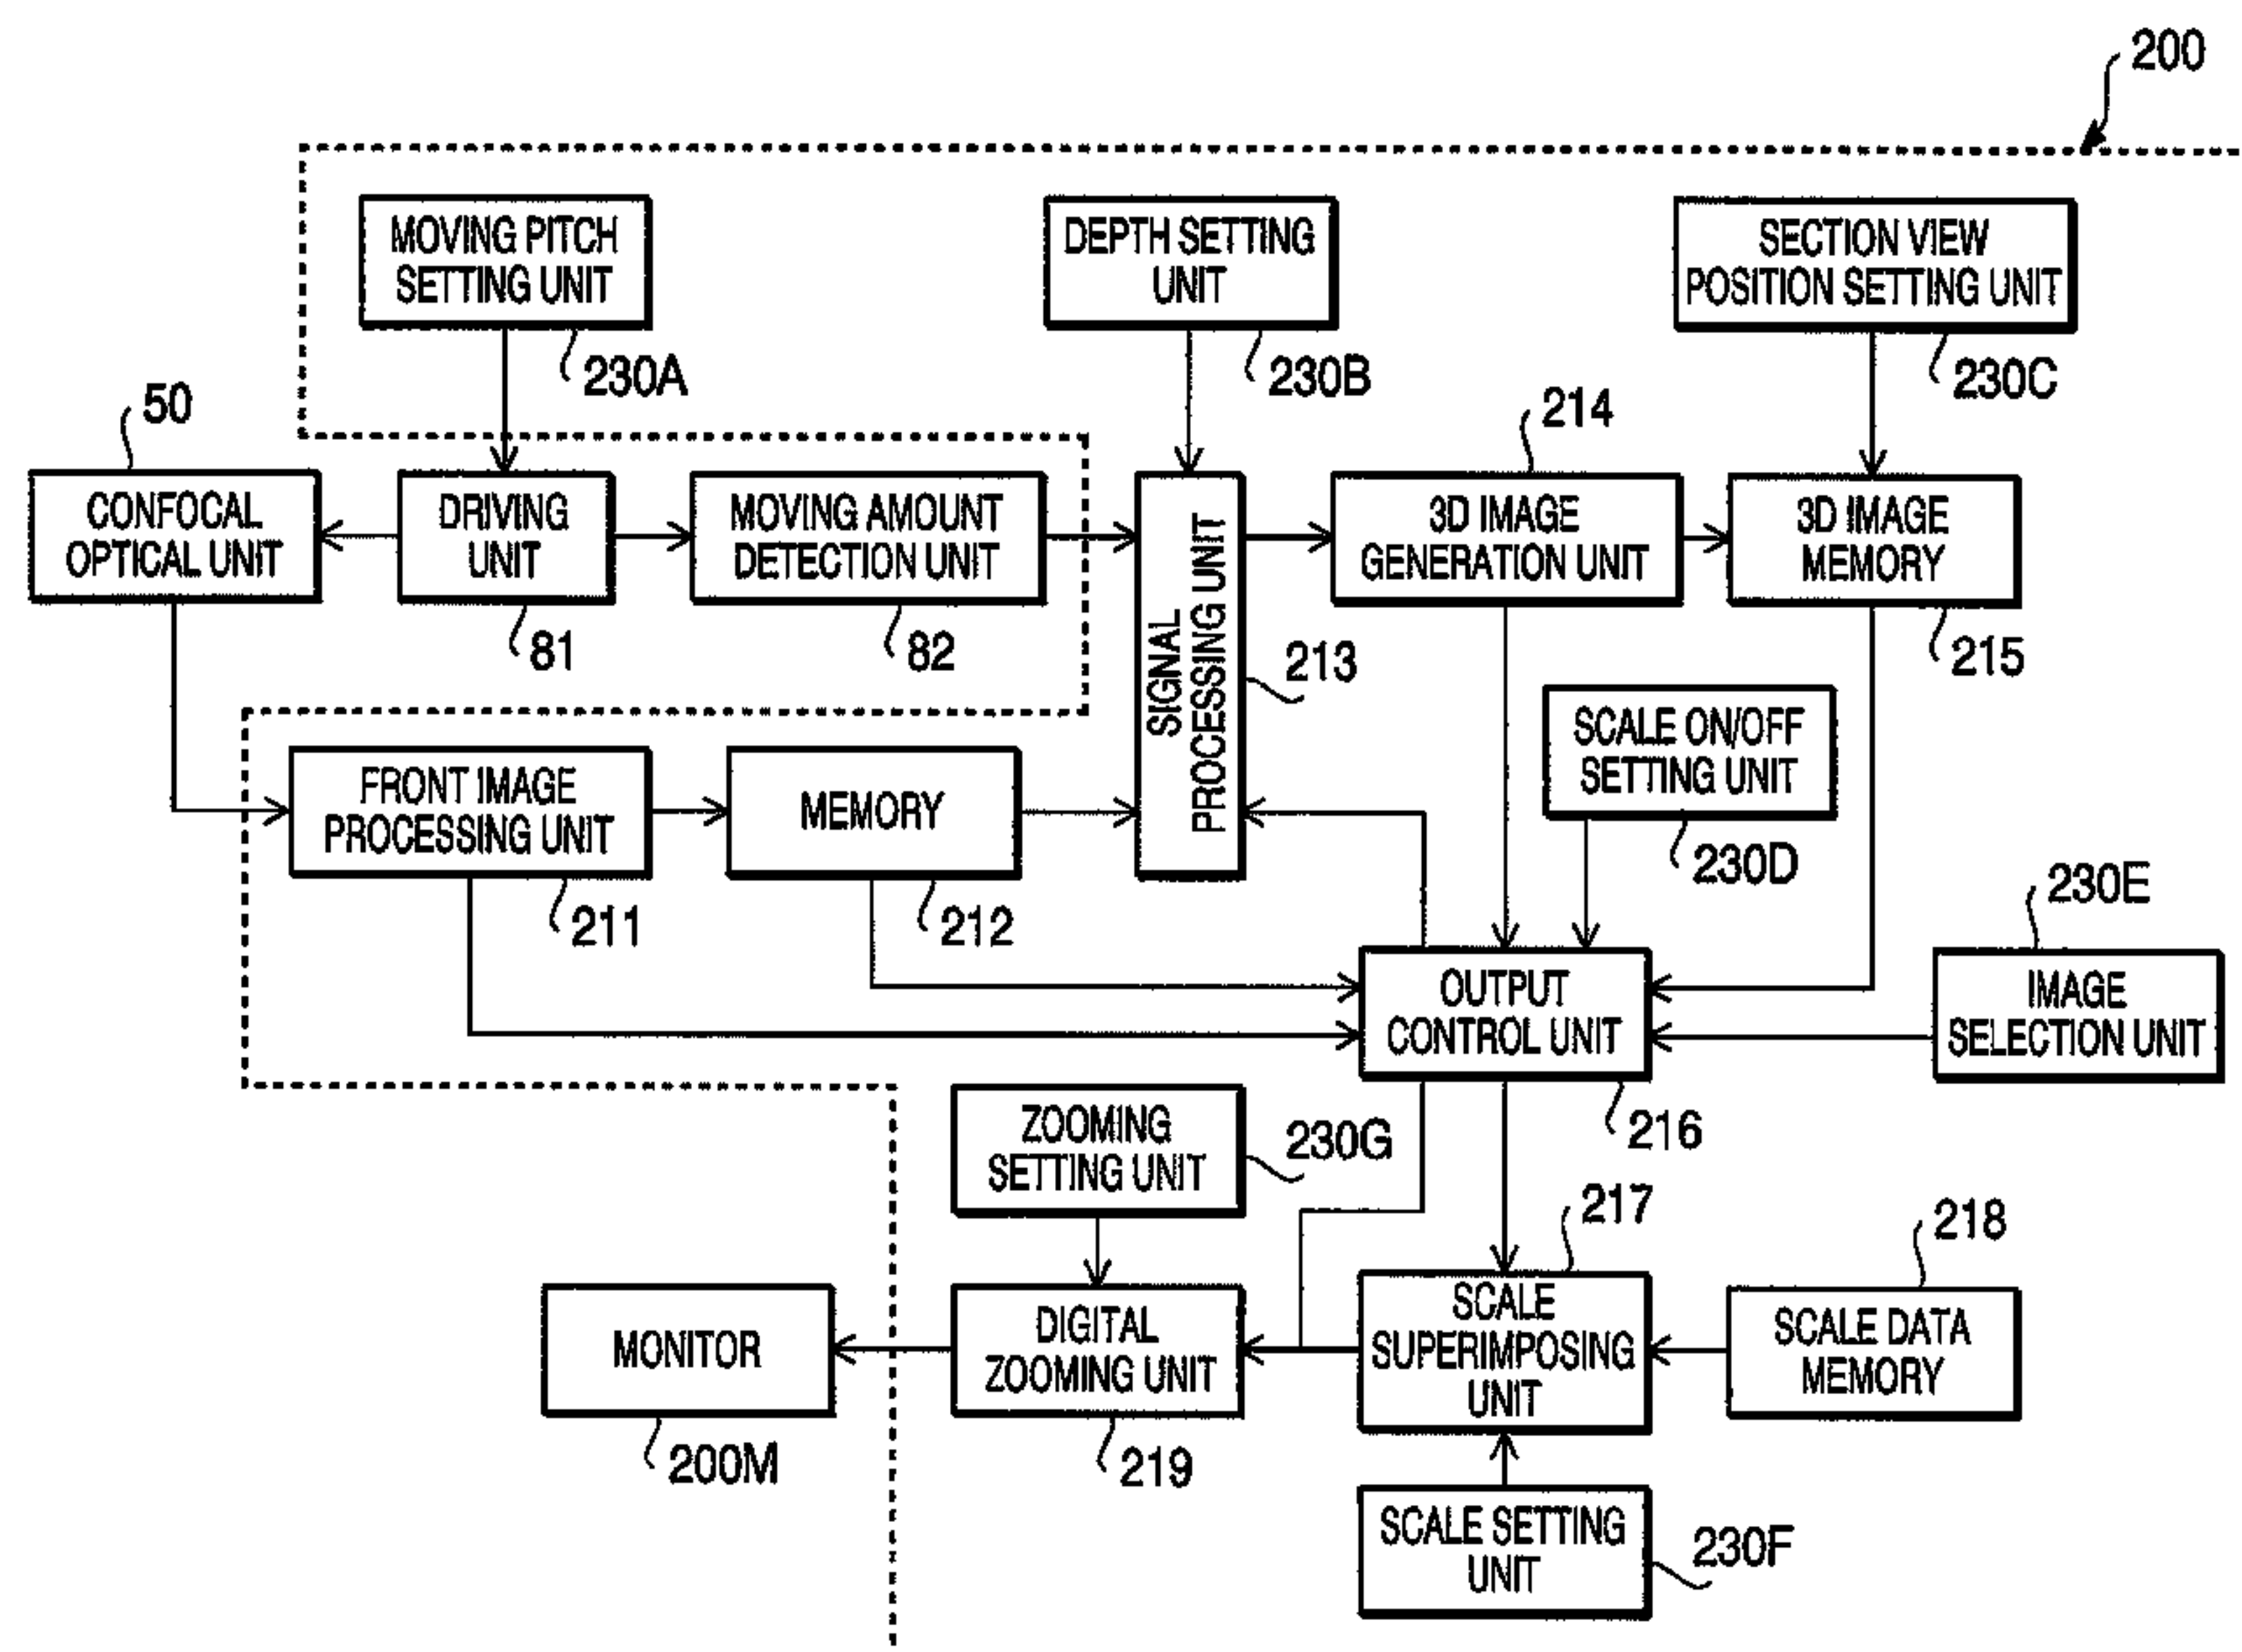 200
MOVING PITCH
SETTING UNIT
230A
DEPTH SETTING
UNIT
230B
SECTION VIEW
POSITION SETTING UNIT
230C
50
CONFOCAL
OPTICAL UNIT
DRIVING
UNIT
81
MOVING AMOUNT
DETECTION UNIT
82
SIGNAL
PROCESSING UNIT
213
214
3D IMAGE
GENERATION UNIT
3D IMAGE
MEMORY
215
FRONT IMAGE
PROCESSING UNIT
211
MEMORY
212
SCALE ON/OFF
SETTING UNIT
230D
230E
IMAGE
SELECTION UNIT
OUTPUT
CONTROL UNIT
216
ZOOMING
SETTING UNIT
230G
217
218
MONITOR
200M
DIGITAL
ZOOMING UNIT
219
SCALE
SUPERIMPOSING
UNIT
SCALE DATA
MEMORY
SCALE SETTING
UNIT
230F